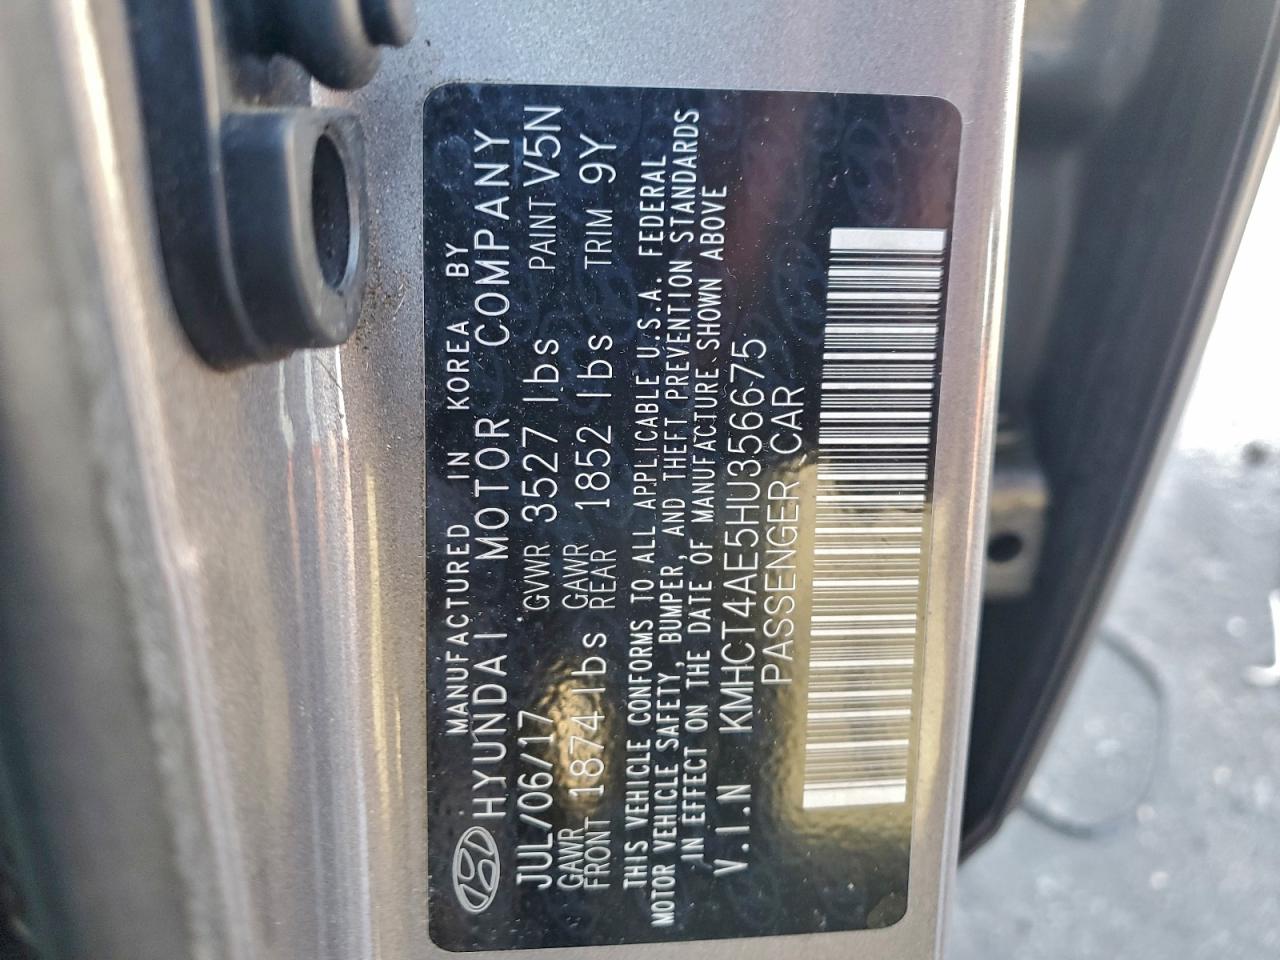 MANUFACTURED IN KOREA BY
HYUNDAI MOTOR COMPANY
JUL/06/17 GVWR 3527 lbs PAINT V5N
GAWR FRONT 1874 lbs GAWR REAR 1852 lbs TRIM 9Y
THIS VEHICLE CONFORMS TO ALL APPLICABLE U.S.A. FEDERAL
MOTOR VEHICLE SAFETY, BUMPER, AND THEFT PREVENTION STANDARDS
IN EFFECT ON THE DATE OF MANUFACTURE SHOWN ABOVE
V.I.N KMHCT4AE5HU356675
PASSENGER CAR